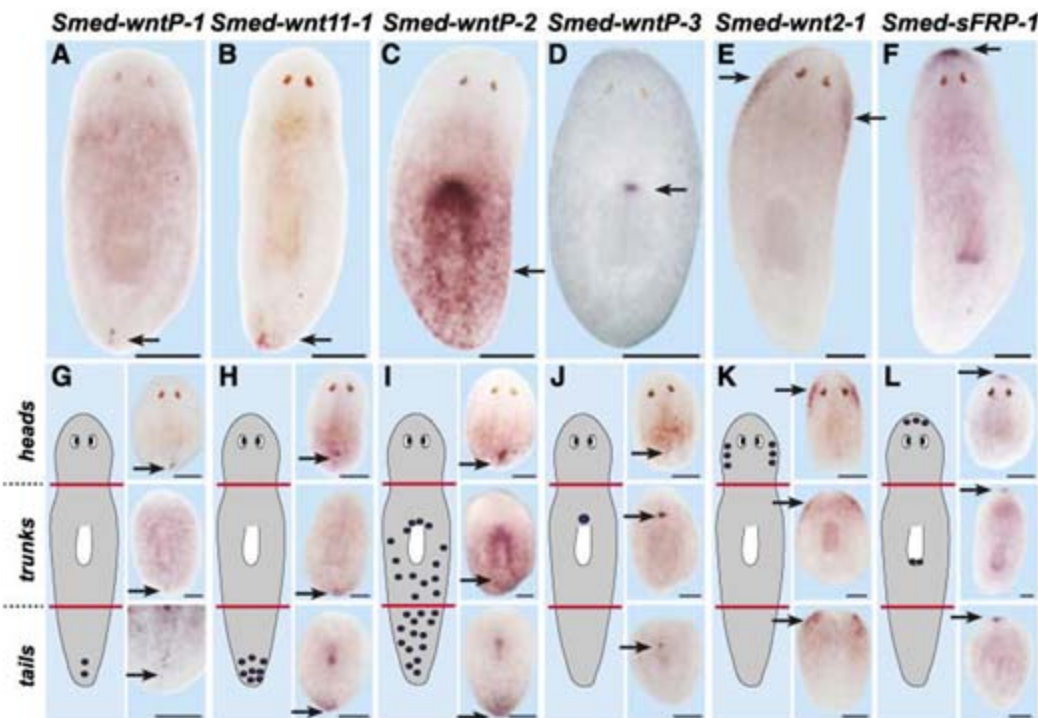 Smed-wntP-1 Smed-wnt11-1 Smed-wntP-2 Smed-wntP-3 Smed-wnt2-1 Smed-sFRP-1
A B C D E F
G H I J K L
heads
trunks
tails